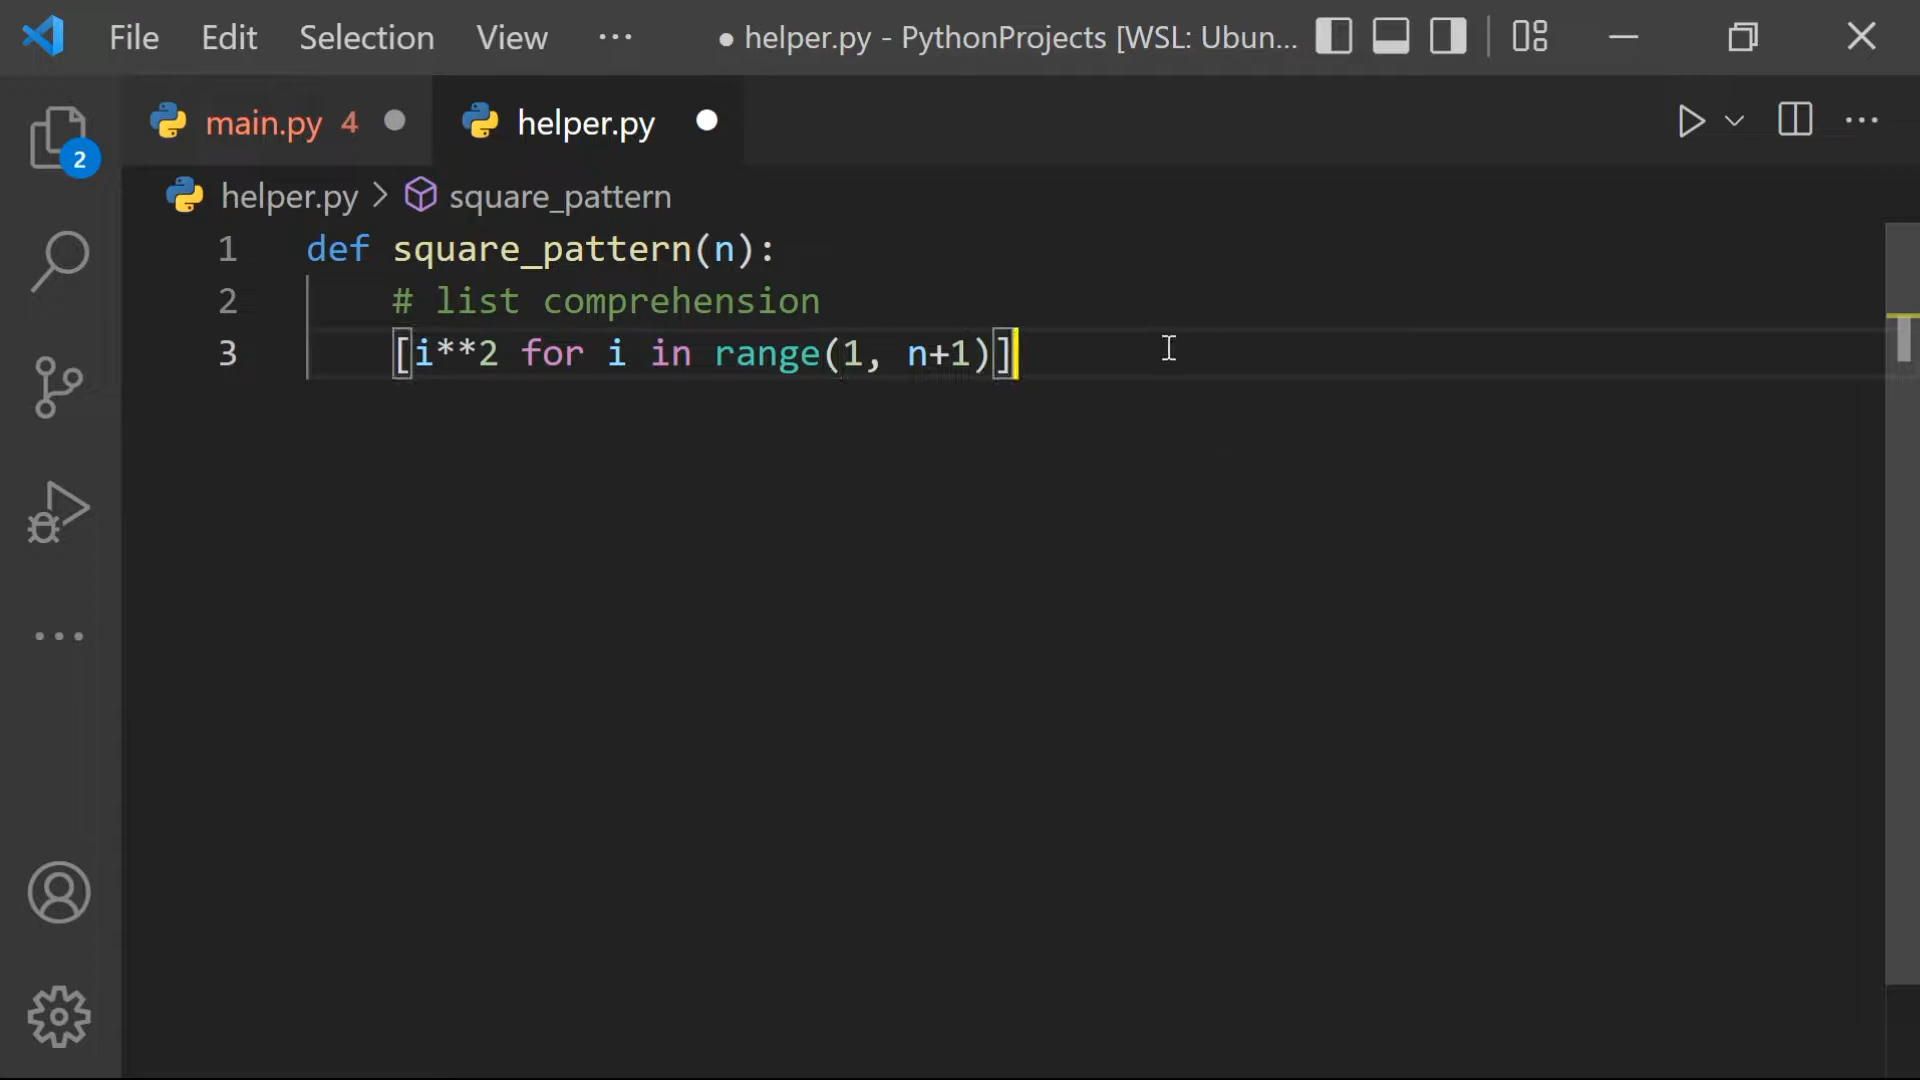 File Edit Selection View ··· ● helper.py - PythonProjects [WSL: Ubun...
main.py 4 ● helper.py ●
2
helper.py > square_pattern
1 def square_pattern(n):
2     # list comprehension
3     [i**2 for i in range(1, n+1)]